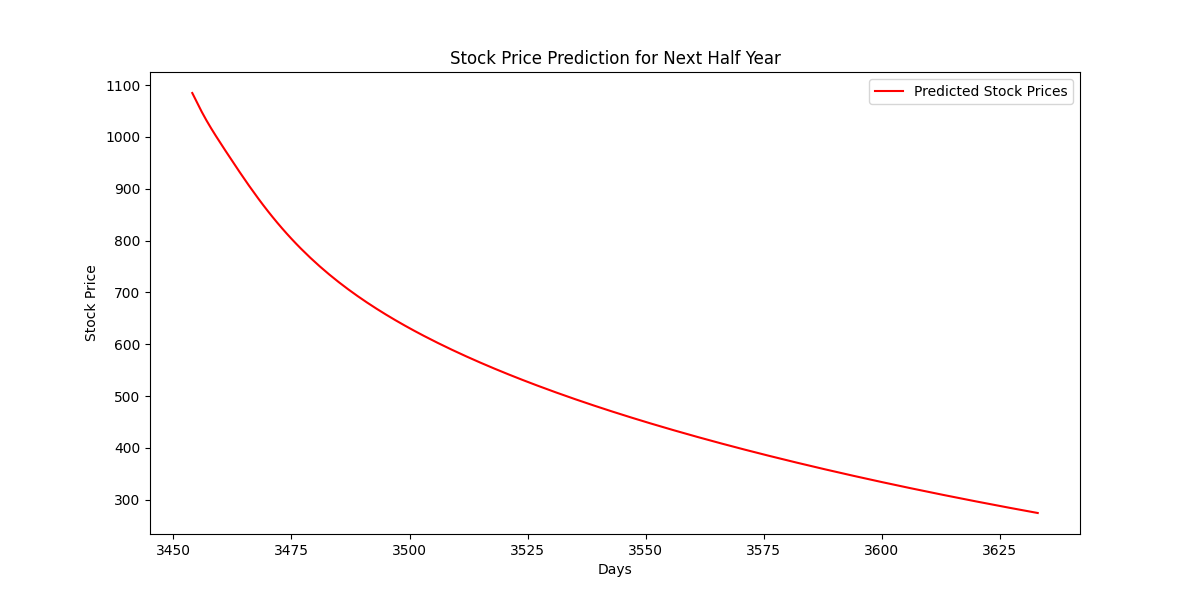 Stock Price Prediction for Next Half Year
Predicted Stock Prices
Stock Price
1100
1000
900
800
700
600
500
400
300
3450 3475 3500 3525 3550 3575 3600 3625
Days